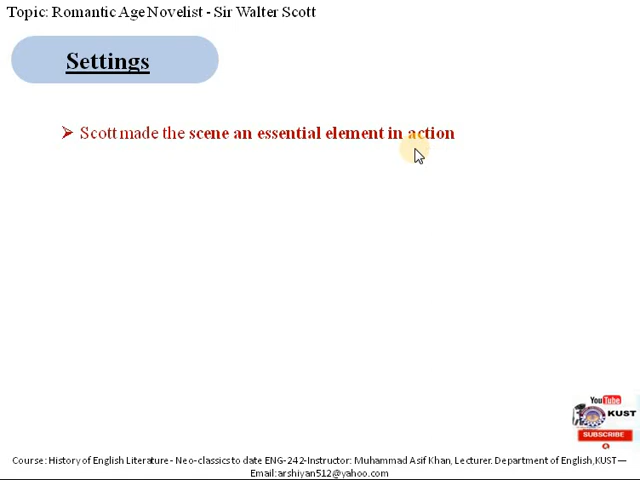 Topic: Romantic Age Novelist - Sir Walter Scott
Settings
➢ Scott made the scene an essential element in action
YouTube
KUST
SUBSCRIBE
Course: History of English Literature - Neo-classics to date ENG-242-Instructor: Muhammad Asif Khan, Lecturer. Department of English,KUST—
Email:arshiyan512@yahoo.com